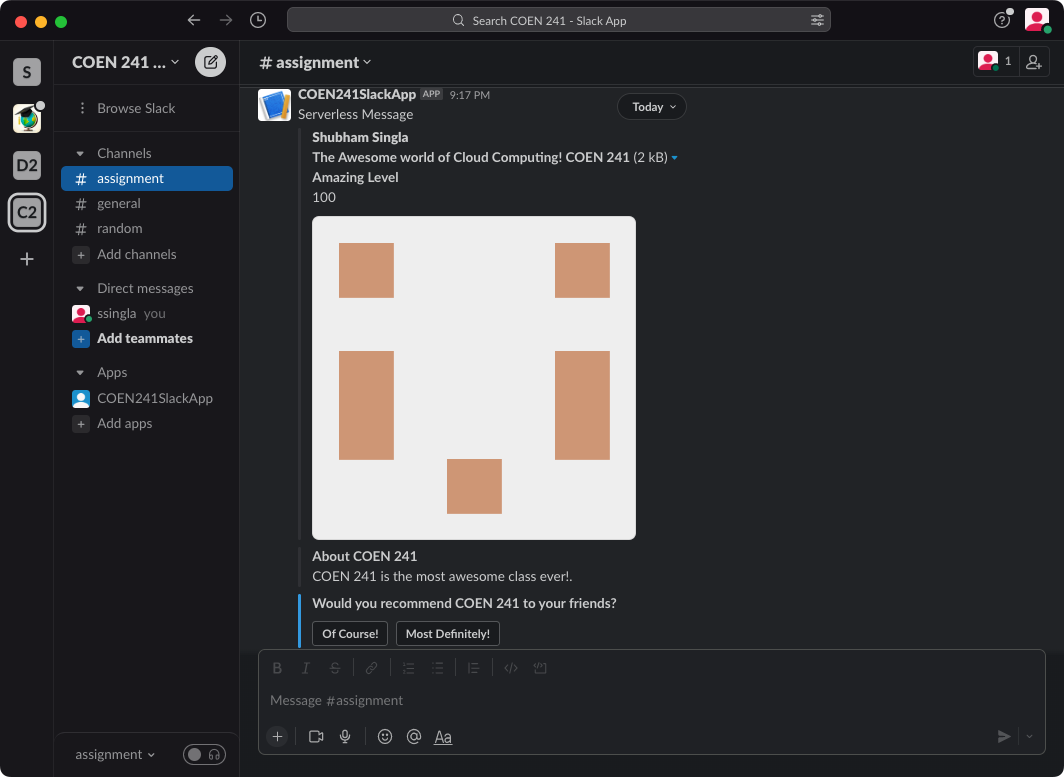 Search COEN 241 - Slack App
S
D2
C2
COEN 241 ...
Browse Slack
Channels
# assignment
# general
# random
+ Add channels
Direct messages
ssingla you
+ Add teammates
Apps
COEN241SlackApp
+ Add apps
assignment
# assignment
1
COEN241SlackApp APP 9:17 PM
Today
Serverless Message
Shubham Singla
The Awesome world of Cloud Computing! COEN 241 (2 kB)
Amazing Level
100
About COEN 241
COEN 241 is the most awesome class ever!.
Would you recommend COEN 241 to your friends?
Of Course! Most Definitely!
B I S
Message #assignment
+ @ Aa